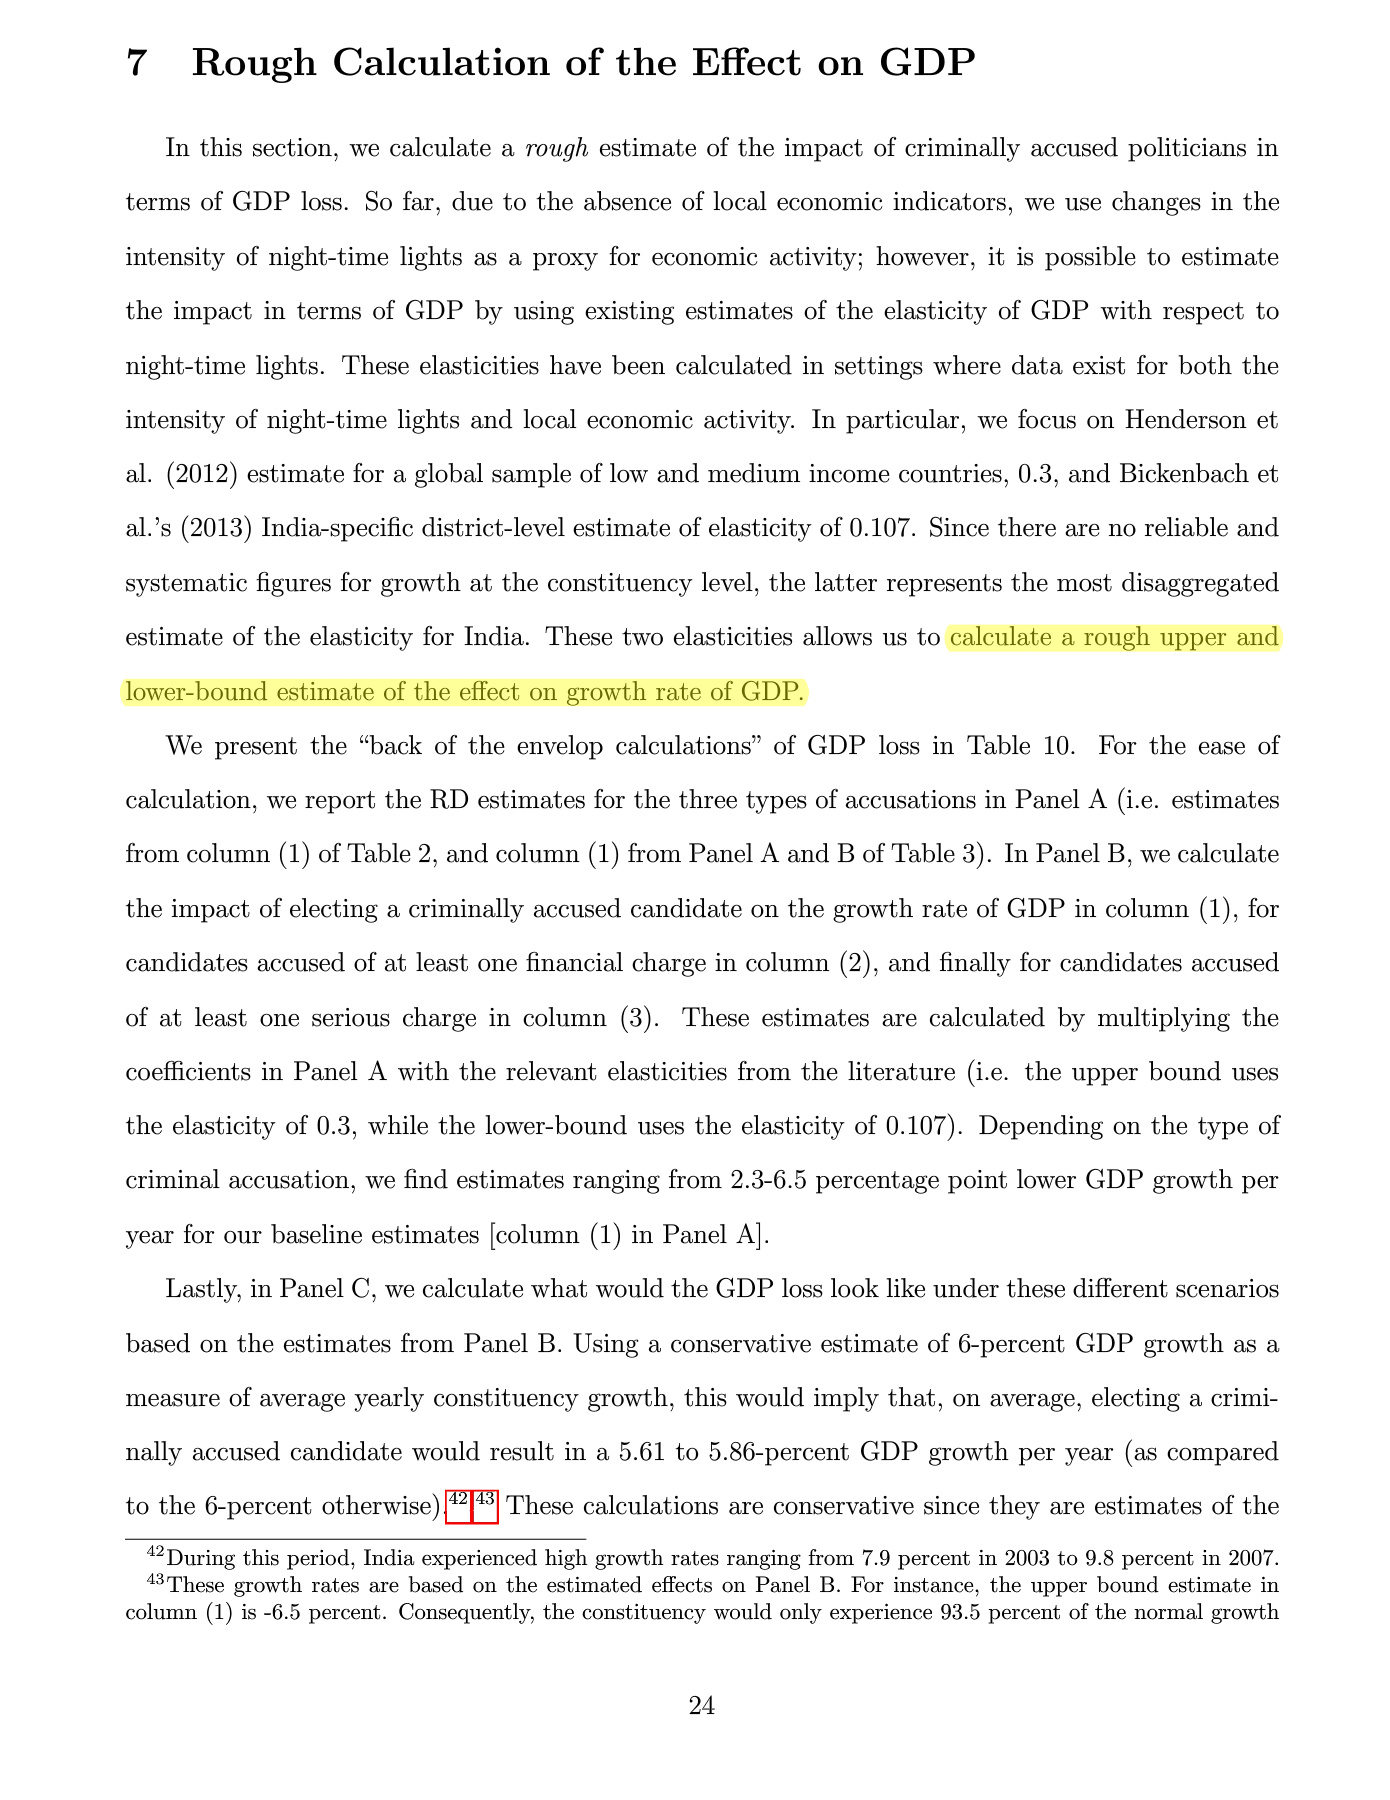 7 Rough Calculation of the Effect on GDP
In this section, we calculate a rough estimate of the impact of criminally accused politicians in
terms of GDP loss. So far, due to the absence of local economic indicators, we use changes in the
intensity of night-time lights as a proxy for economic activity; however, it is possible to estimate
the impact in terms of GDP by using existing estimates of the elasticity of GDP with respect to
night-time lights. These elasticities have been calculated in settings where data exist for both the
intensity of night-time lights and local economic activity. In particular, we focus on Henderson et
al. (2012) estimate for a global sample of low and medium income countries, 0.3, and Bickenbach et
al.’s (2013) India-specific district-level estimate of elasticity of 0.107. Since there are no reliable and
systematic figures for growth at the constituency level, the latter represents the most disaggregated
estimate of the elasticity for India. These two elasticities allows us to calculate a rough upper and
lower-bound estimate of the effect on growth rate of GDP.
We present the “back of the envelop calculations” of GDP loss in Table 10. For the ease of
calculation, we report the RD estimates for the three types of accusations in Panel A (i.e. estimates
from column (1) of Table 2, and column (1) from Panel A and B of Table 3). In Panel B, we calculate
the impact of electing a criminally accused candidate on the growth rate of GDP in column (1), for
candidates accused of at least one financial charge in column (2), and finally for candidates accused
of at least one serious charge in column (3). These estimates are calculated by multiplying the
coefficients in Panel A with the relevant elasticities from the literature (i.e. the upper bound uses
the elasticity of 0.3, while the lower-bound uses the elasticity of 0.107). Depending on the type of
criminal accusation, we find estimates ranging from 2.3-6.5 percentage point lower GDP growth per
year for our baseline estimates [column (1) in Panel A].
Lastly, in Panel C, we calculate what would the GDP loss look like under these different scenarios
based on the estimates from Panel B. Using a conservative estimate of 6-percent GDP growth as a
measure of average yearly constituency growth, this would imply that, on average, electing a crimi-
nally accused candidate would result in a 5.61 to 5.86-percent GDP growth per year (as compared
to the 6-percent otherwise).42 43 These calculations are conservative since they are estimates of the
42During this period, India experienced high growth rates ranging from 7.9 percent in 2003 to 9.8 percent in 2007.
43These growth rates are based on the estimated effects on Panel B. For instance, the upper bound estimate in
column (1) is -6.5 percent. Consequently, the constituency would only experience 93.5 percent of the normal growth
24